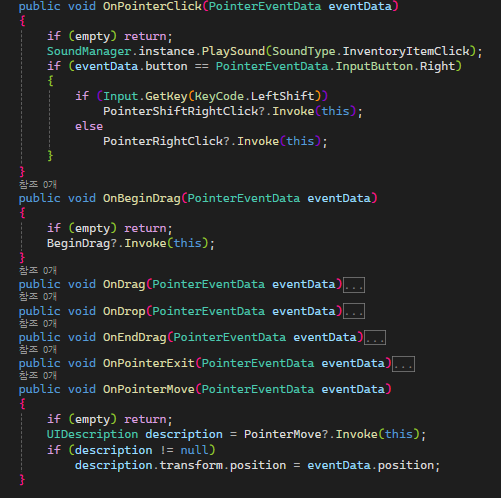 public void OnPointerClick(PointerEventData eventData)
{
if (empty) return;
SoundManager.instance.PlaySound(SoundType.InventoryItemClick);
if (eventData.button == PointerEventData.InputButton.Right)
{
if (Input.GetKey(KeyCode.LeftShift))
PointerShiftRightClick?.Invoke(this);
else
PointerRightClick?.Invoke(this);
}
}
참조 0개
public void OnBeginDrag(PointerEventData eventData)
{
if (empty) return;
BeginDrag?.Invoke(this);
}
참조 0개
public void OnDrag(PointerEventData eventData)...
참조 0개
public void OnDrop(PointerEventData eventData)...
참조 0개
public void OnEndDrag(PointerEventData eventData)...
참조 0개
public void OnPointerExit(PointerEventData eventData)...
참조 0개
public void OnPointerMove(PointerEventData eventData)
{
if (empty) return;
UIDescription description = PointerMove?.Invoke(this);
if (description != null)
description.transform.position = eventData.position;
}